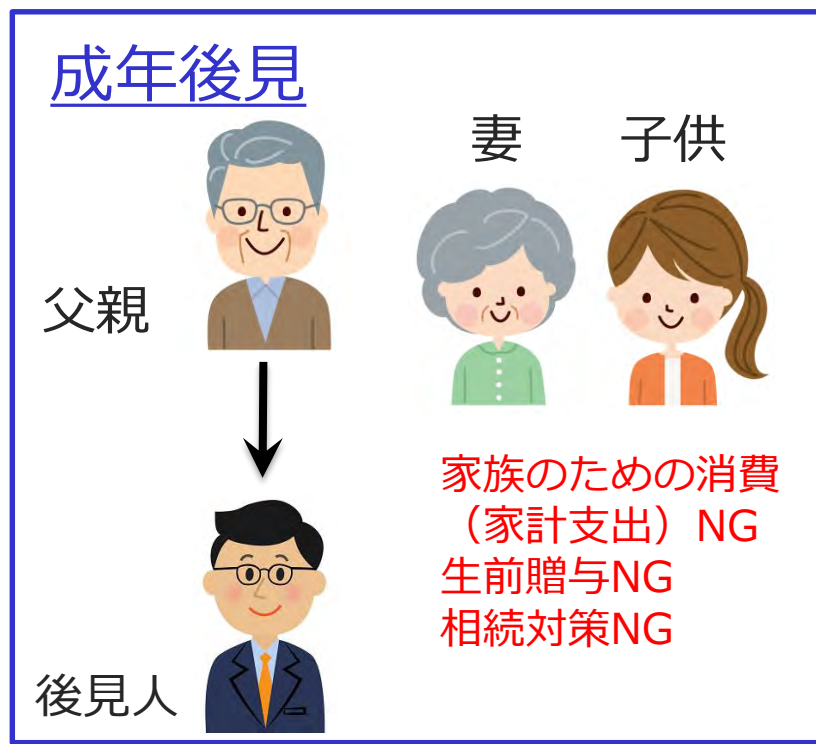 成年後見
妻
子供
父親
家族のための消費
（家計支出）NG
生前贈与NG
相続対策NG
後見人